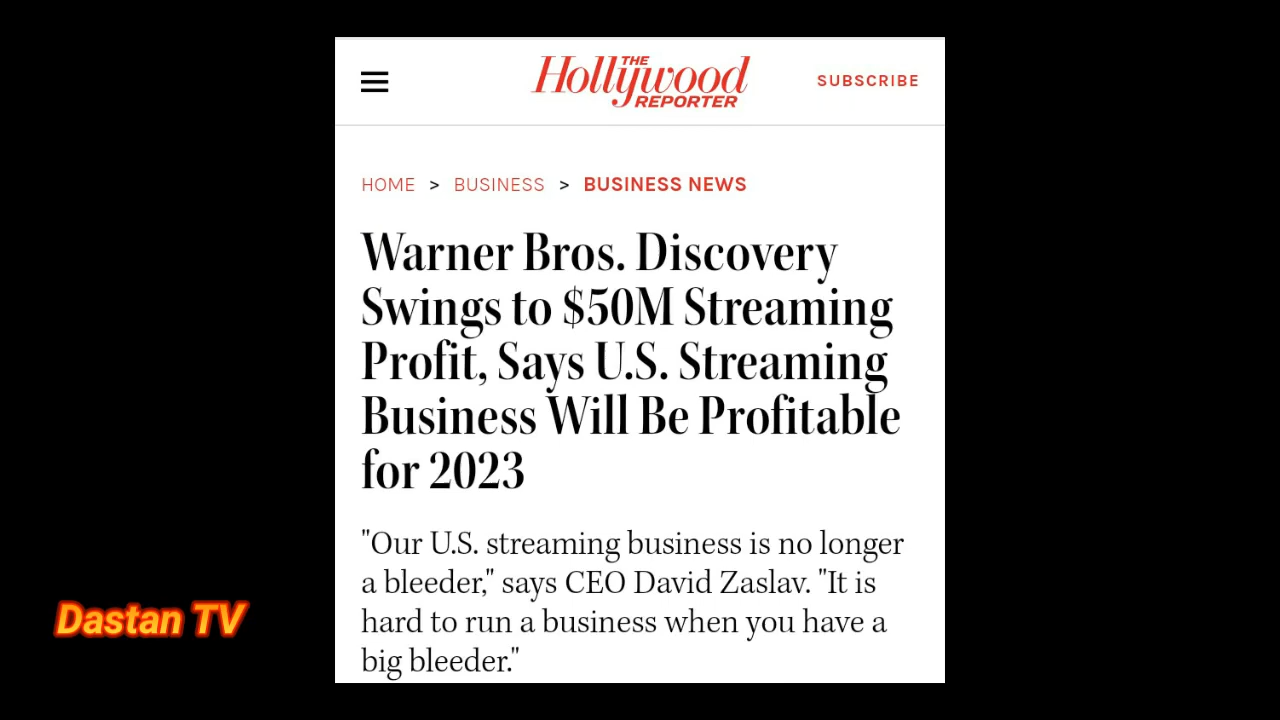 THE
Hollywood
REPORTER
SUBSCRIBE
HOME > BUSINESS > BUSINESS NEWS
Warner Bros. Discovery
Swings to $50M Streaming
Profit, Says U.S. Streaming
Business Will Be Profitable
for 2023
"Our U.S. streaming business is no longer
a bleeder," says CEO David Zaslav. "It is
hard to run a business when you have a
big bleeder."
Dastan TV